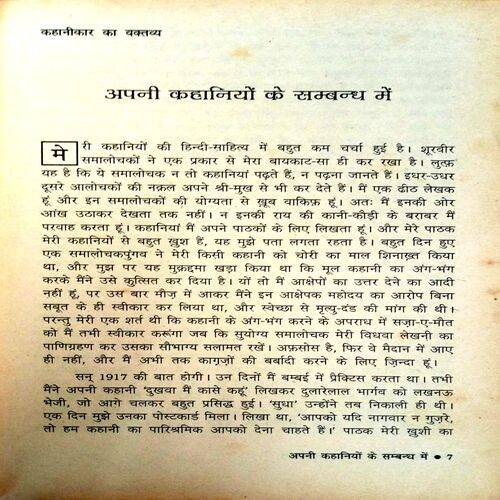 कहानीकार का वक्तव्य
अपनी कहानियों के सम्बन्ध में
मेरी कहानियों की हिन्दी-साहित्य में बहुत कम चर्चा हुई है। शूरवीर
समालोचकों ने एक प्रकार से मेरा बायकाट-सा ही कर रखा है। लुत्फ़
यह है कि ये समालोचक न तो कहानियां पढ़ते हैं, न पढ़ना जानते हैं। इधर-उधर
दूसरे आलोचकों की नक़ल अपने श्री-मुख से भी कर देते हैं। मैं एक ढीठ लेखक
हूं और इन समालोचकों की योग्यता से ख़ूब वाकिफ़ हूं। अतः मैं इनकी ओर
आंख उठाकर देखता तक नहीं। न इनकी राय की कानी-कौड़ी के बराबर मैं
परवाह करता हूं। कहानियां मैं अपने पाठकों के लिए लिखता हूं। और मेरे पाठक
मेरी कहानियों से बहुत ख़ुश हैं, यह मुझे पता लगता रहता है। बहुत दिन हुए
एक समालोचकपुंगव ने मेरी किसी कहानी को चोरी का माल शिनाख़्त किया
था, और मुझ पर यह मुक़द्दमा खड़ा किया था कि मूल कहानी का अंग-भंग
करके मैंने उसे कुत्सित कर दिया है। यों तो मैं आक्षेपों का उत्तर देने का आदी
नहीं हूं, पर उस बार मौज़ में आकर मैंने इन आक्षेपक महोदय का आरोप बिना
सबूत के ही स्वीकार कर लिया था, और स्वेच्छा से मृत्यु-दंड की मांग की थी।
परन्तु मेरी एक शर्त थी कि कहानी के अंग-भंग करने के अपराध में सज़ा-ए-मौत
को मैं तभी स्वीकार करूंगा जब कि सुयोग्य समालोचक मेरी विधवा लेखनी का
पाणिग्रहण कर उसका सौभाग्य सलामत रखें। अफ़सोस है, फिर वे मैदान में आए
ही नहीं, और मैं अभी तक काग़ज़ों की बर्बादी करने के लिए ज़िन्दा हूं।
सन् 1917 की बात होगी। उन दिनों मैं बम्बई में प्रैक्टिस करता था। तभी
मैंने अपनी कहानी 'दुखवा मैं कासे कहूं' लिखकर दुलारेलाल भार्गव को लखनऊ
भेजी, जो आगे चलकर बहुत प्रसिद्ध हुई। 'सुधा' उन्होंने तब निकाली ही थी।
एक दिन मुझे उनका पोस्टकार्ड मिला। लिखा था, 'आपको यदि नागवार न गुज़रे,
तो हम कहानी का पारिश्रमिक आपको देना चाहते हैं।' पाठक मेरी ख़ुशी का
अपनी कहानियों के सम्बन्ध में ● 7